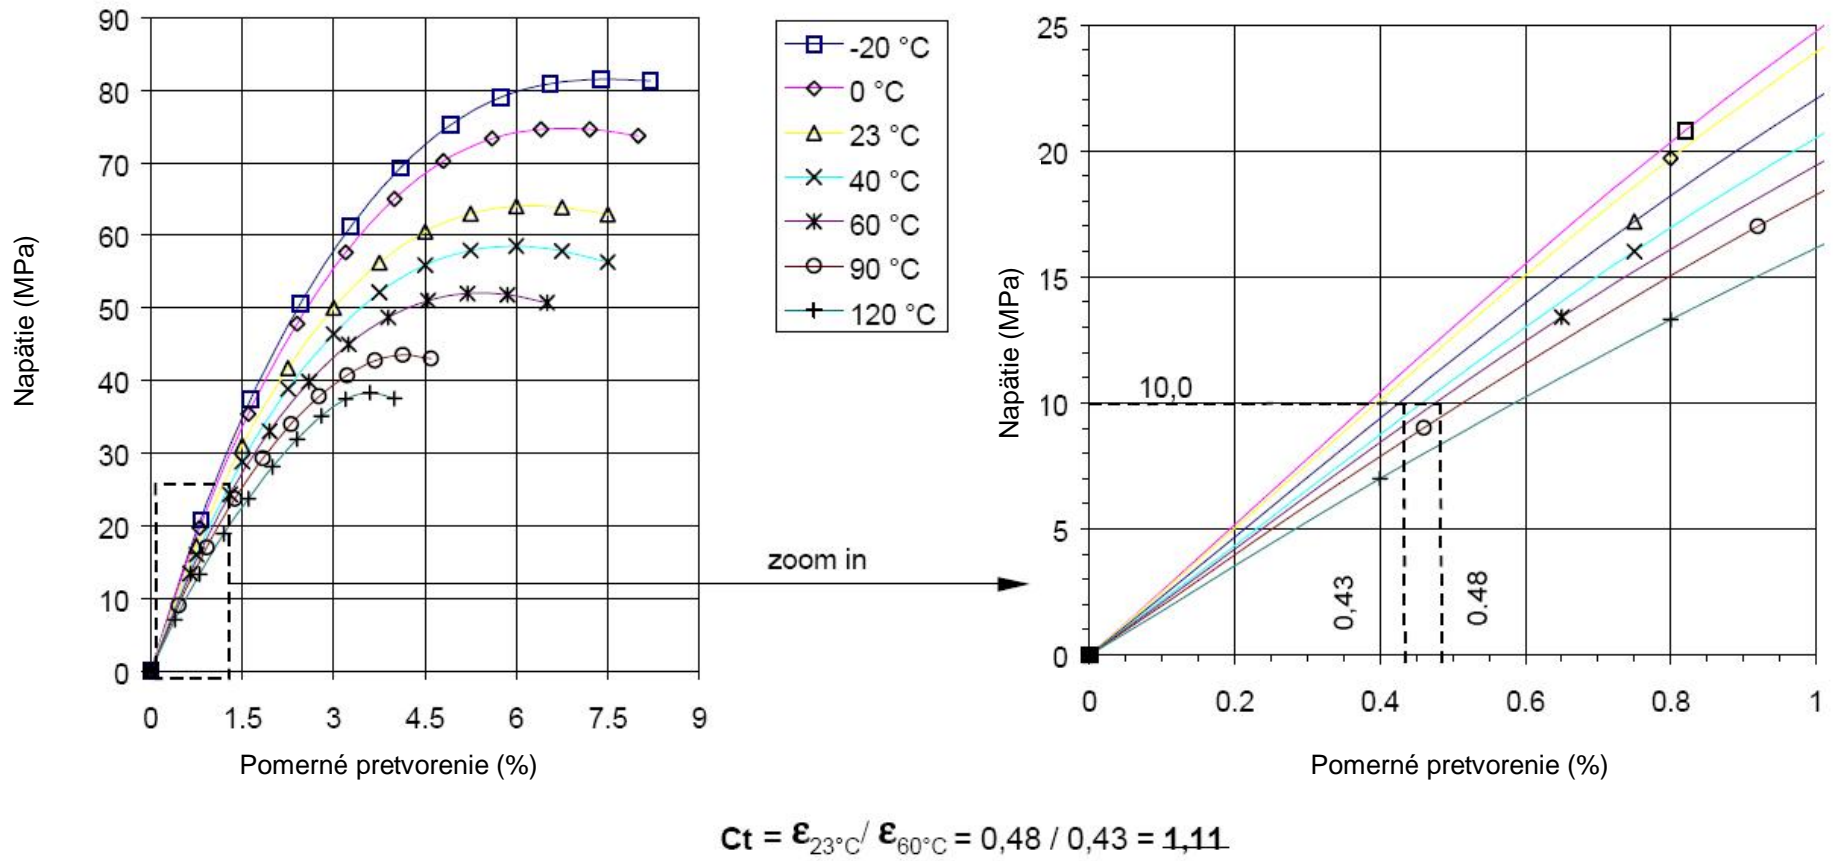 90
80
70
60
50
40
30
20
10
0
0 1.5 3 4.5 6 7.5 9
Napätie (MPa)
Pomerné pretvorenie (%)
-20 °C
0 °C
23 °C
40 °C
60 °C
90 °C
120 °C
zoom in
25
20
15
10
5
0
0 0.2 0.4 0.6 0.8 1
Napätie (MPa)
10,0
0,43
0.48
Pomerné pretvorenie (%)
Ct = ε23°C/ ε60°C = 0,48 / 0,43 = 1,11